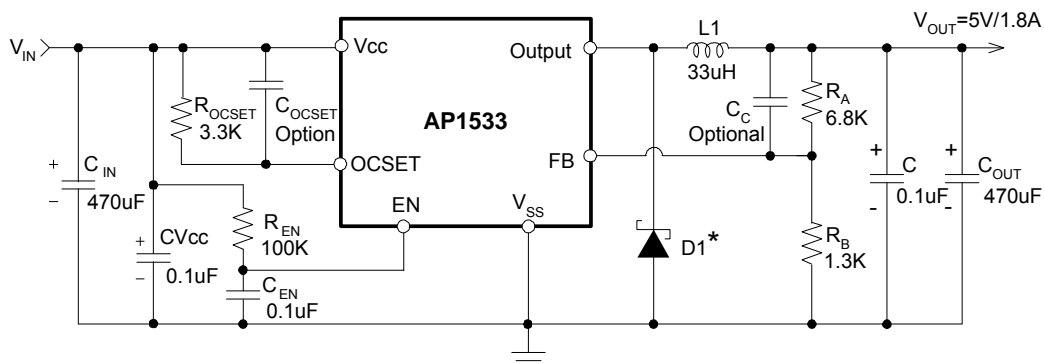 V_IN
Vcc
Output
L1
33uH
V_OUT=5V/1.8A
R_OCSET
3.3K
C_OCSET
Option
AP1533
C_C
Optional
R_A
6.8K
OCSET
FB
EN
V_SS
+
C_IN
470uF
−
R_EN
100K
+
CVcc
0.1uF
−
C_EN
0.1uF
D1*
R_B
1.3K
+
C
0.1uF
-
+
C_OUT
470uF
-